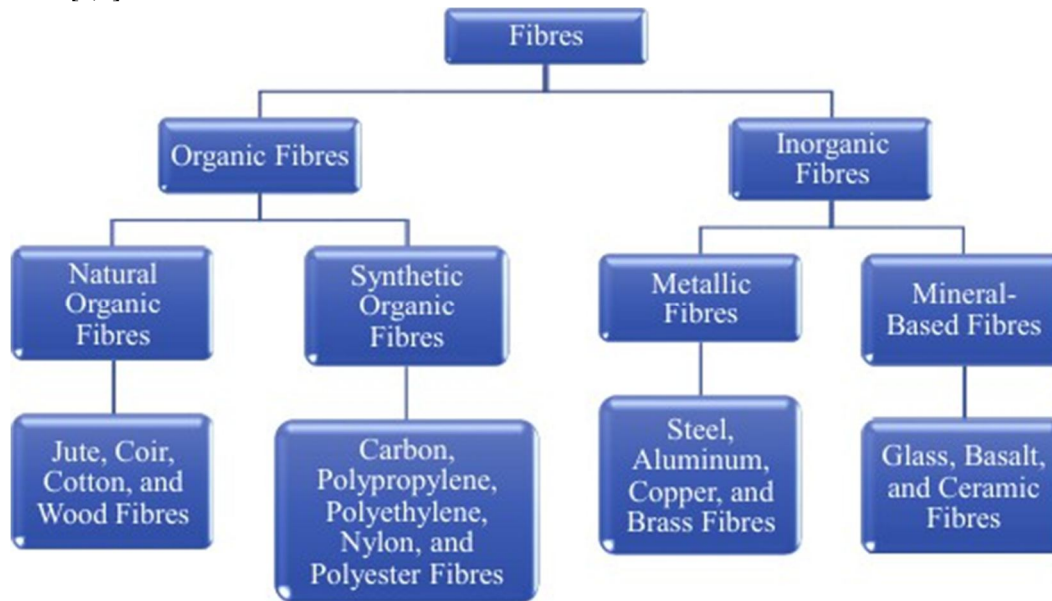 Fibres
Organic Fibres
Inorganic
Fibres
Natural
Organic
Fibres
Synthetic
Organic
Fibres
Metallic
Fibres
Mineral-
Based Fibres
Jute, Coir,
Cotton, and
Wood Fibres
Carbon,
Polypropylene,
Polyethylene,
Nylon, and
Polyester Fibres
Steel,
Aluminum,
Copper, and
Brass Fibres
Glass, Basalt,
and Ceramic
Fibres